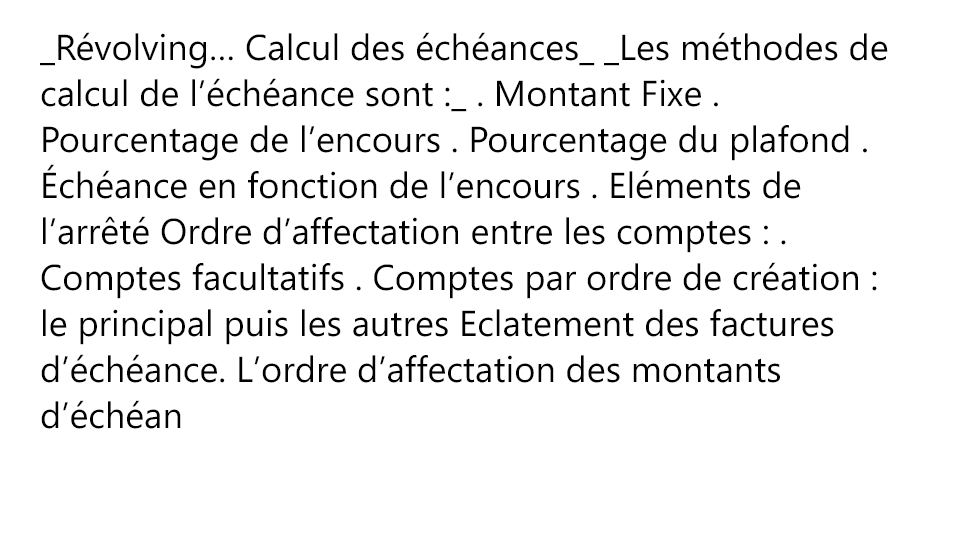 _Révolving… Calcul des échéances_ _Les méthodes de
calcul de l’échéance sont :_ . Montant Fixe .
Pourcentage de l’encours . Pourcentage du plafond .
Échéance en fonction de l’encours . Eléments de
l’arrêté Ordre d’affectation entre les comptes : .
Comptes facultatifs . Comptes par ordre de création :
le principal puis les autres Eclatement des factures
d’échéance. L’ordre d’affectation des montants
d’échéan